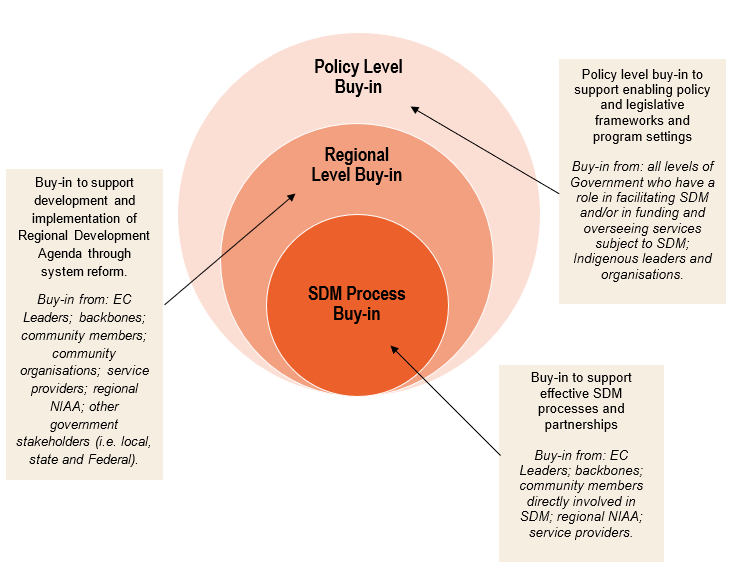 Policy Level
Buy-in
Regional
Level Buy-in
SDM Process
Buy-in
Policy level buy-in to
support enabling policy
and legislative
frameworks and
program settings
Buy-in from: all levels of
Government who have a
role in facilitating SDM
and/or in funding and
overseeing services
subject to SDM;
Indigenous leaders and
organisations.
Buy-in to support
development and
implementation of
Regional Development
Agenda through
system reform.
Buy-in from: EC
Leaders; backbones;
community members;
community
organisations; service
providers; regional
NIAA; other
government
stakeholders (i.e. local,
state and Federal).
Buy-in to support
effective SDM
processes and
partnerships
Buy-in from: EC
Leaders; backbones;
community members
directly involved in
SDM; regional NIAA;
service providers.